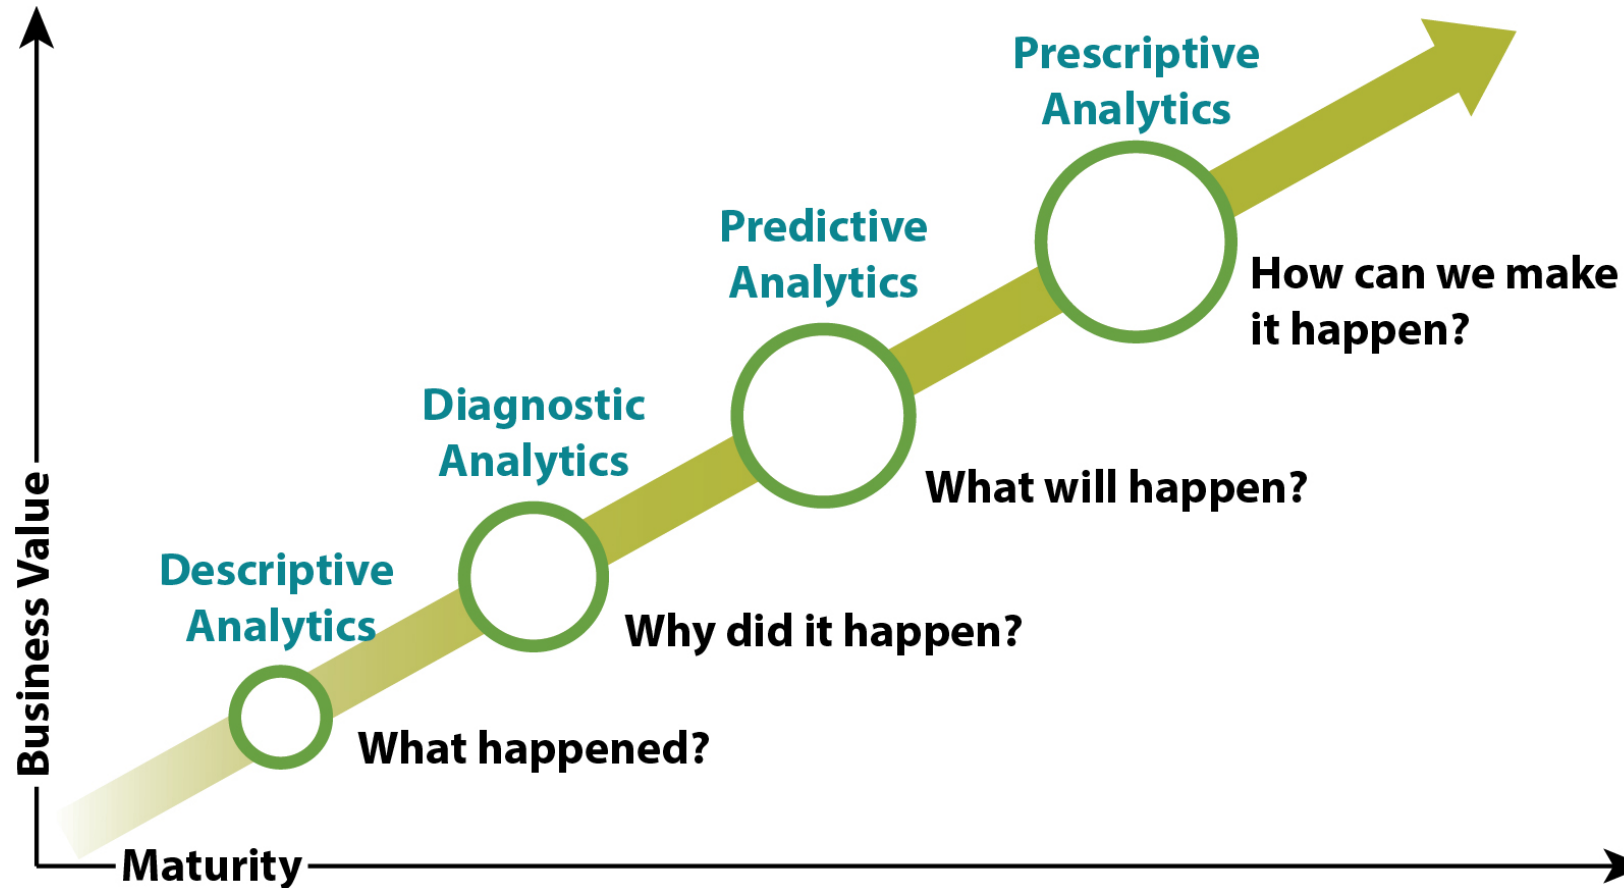 Prescriptive
Analytics
How can we make
it happen?
Predictive
Analytics
What will happen?
Diagnostic
Analytics
Why did it happen?
Descriptive
Analytics
What happened?
Business Value
Maturity